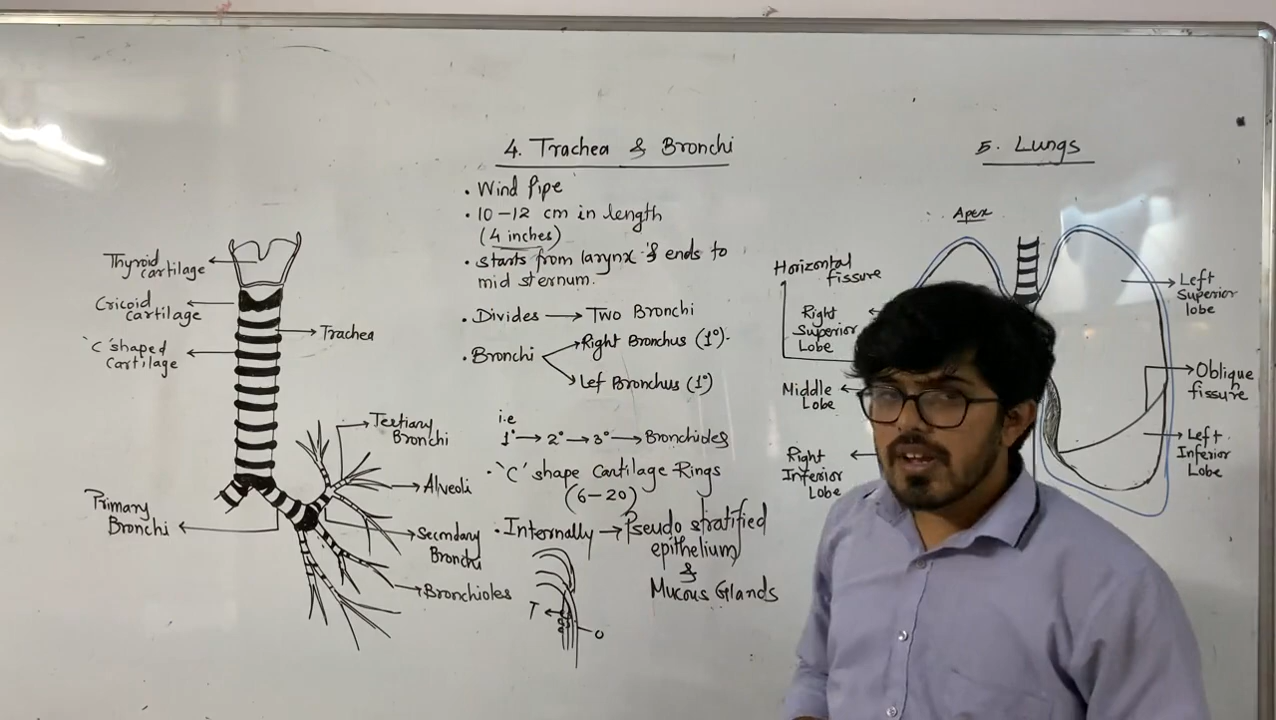 Thyroid
cartilage
Cricoid
cartilage
'C' shaped
Cartilage
Trachea
Tertiary
Bronchi
Alveoli
Primary
Bronchi
Secondary
Bronchi
Bronchioles
4. Trachea & Bronchi
• Wind Pipe
• 10-12 cm in length
(4 inches)
• starts from larynx & ends to
mid sternum.
• Divides → Two Bronchi
• Bronchi → Right Bronchus (1°).
→ Lef Bronchus (1°)
i.e
1° → 2° → 3° → Bronchioles
• 'C' shape Cartilage Rings
(6-20)
• Internally → Pseudo stratified
epithelium
&
Mucous Glands
T
O
5. Lungs
Apex
Horizontal
fissure
Right
Superior
Lobe
Middle
Lobe
Right
Inferior
Lobe
Left
Superior
lobe
Oblique
fissure
Left
Inferior
Lobe